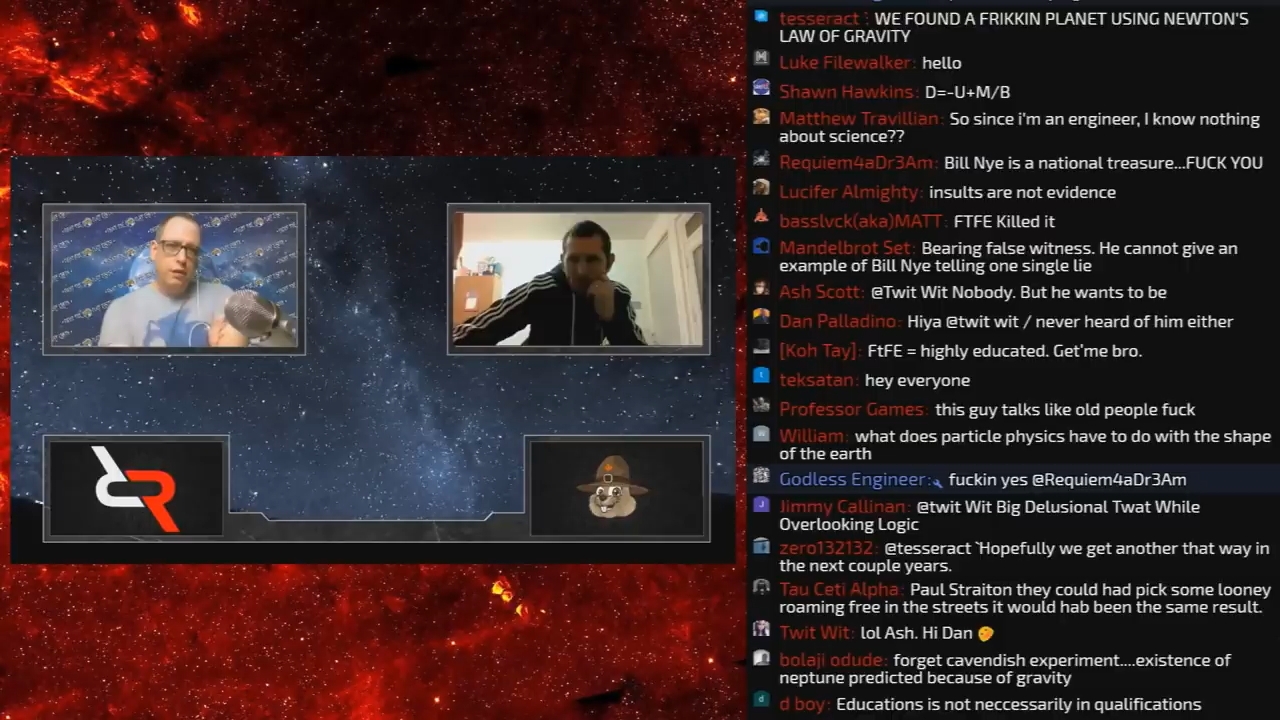 tesseract `: WE FOUND A FRIKKIN PLANET USING NEWTON'S
LAW OF GRAVITY
Luke Filewalker: hello
Shawn Hawkins: D=-U+M/B
Matthew Travillian: So since i'm an engineer, I know nothing
about science??
Requiem4aDr3Am: Bill Nye is a national treasure...FUCK YOU
Lucifer Almighty: insults are not evidence
basslvck(aka)MATT: FTFE Killed it
Mandelbrot Set: Bearing false witness. He cannot give an
example of Bill Nye telling one single lie
Ash Scott: @Twit Wit Nobody. But he wants to be
Dan Palladino: Hiya @twit wit / never heard of him either
[Koh Tay]: FtFE = highly educated. Get'me bro.
teksatan: hey everyone
Professor Games: this guy talks like old people fuck
William: what does particle physics have to do with the shape
of the earth
Godless Engineer: fuckin yes @Requiem4aDr3Am
Jimmy Callinan: @twit Wit Big Delusional Twat While
Overlooking Logic
zero132132: @tesseract `Hopefully we get another that way in
the next couple years.
Tau Ceti Alpha: Paul Straiton they could had pick some looney
roaming free in the streets it would hab been the same result.
Twit Wit: lol Ash. Hi Dan
bolaji odude: forget cavendish experiment....existence of
neptune predicted because of gravity
d boy: Educations is not neccessarily in qualifications